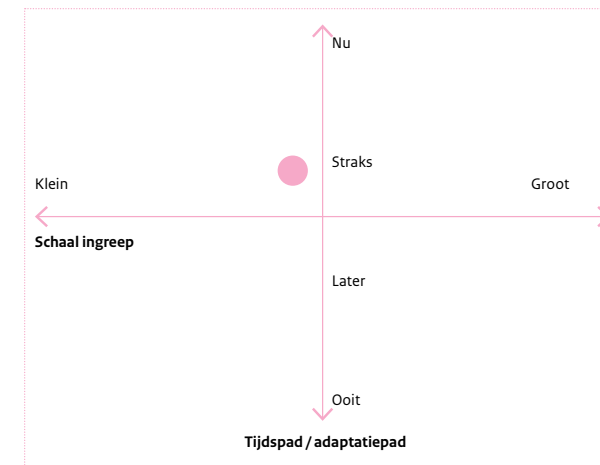 Nu
Straks
Klein
Groot
Schaal ingreep
Later
Ooit
Tijdspad / adaptatiepad